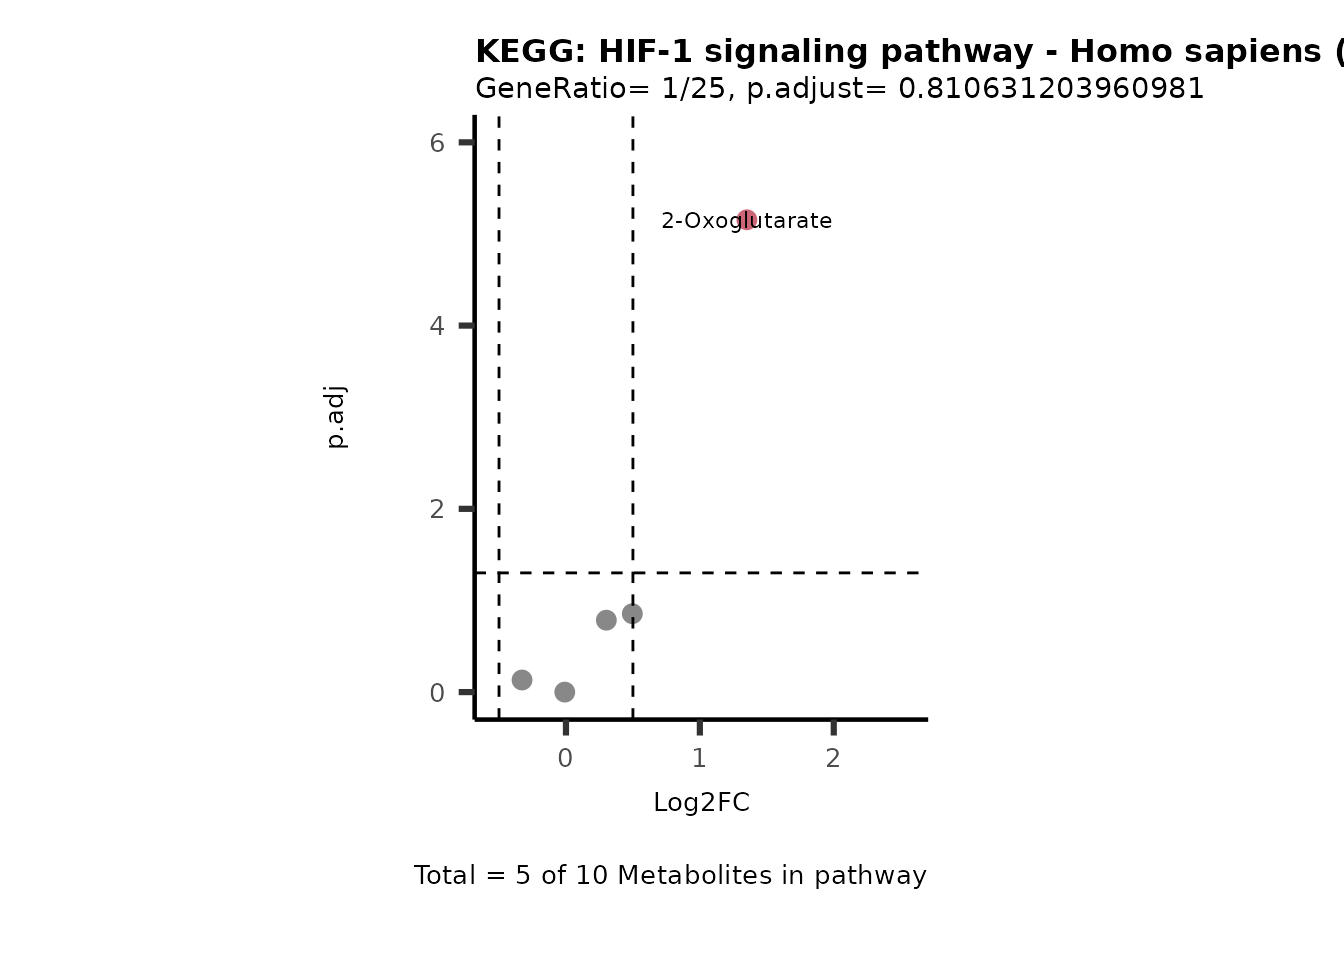 KEGG: HIF-1 signaling pathway - Homo sapiens (
GeneRatio= 1/25, p.adjust= 0.810631203960981
6
2-Oxoglutarate
4
p.adj
2
0
0 1 2
Log2FC
Total = 5 of 10 Metabolites in pathway